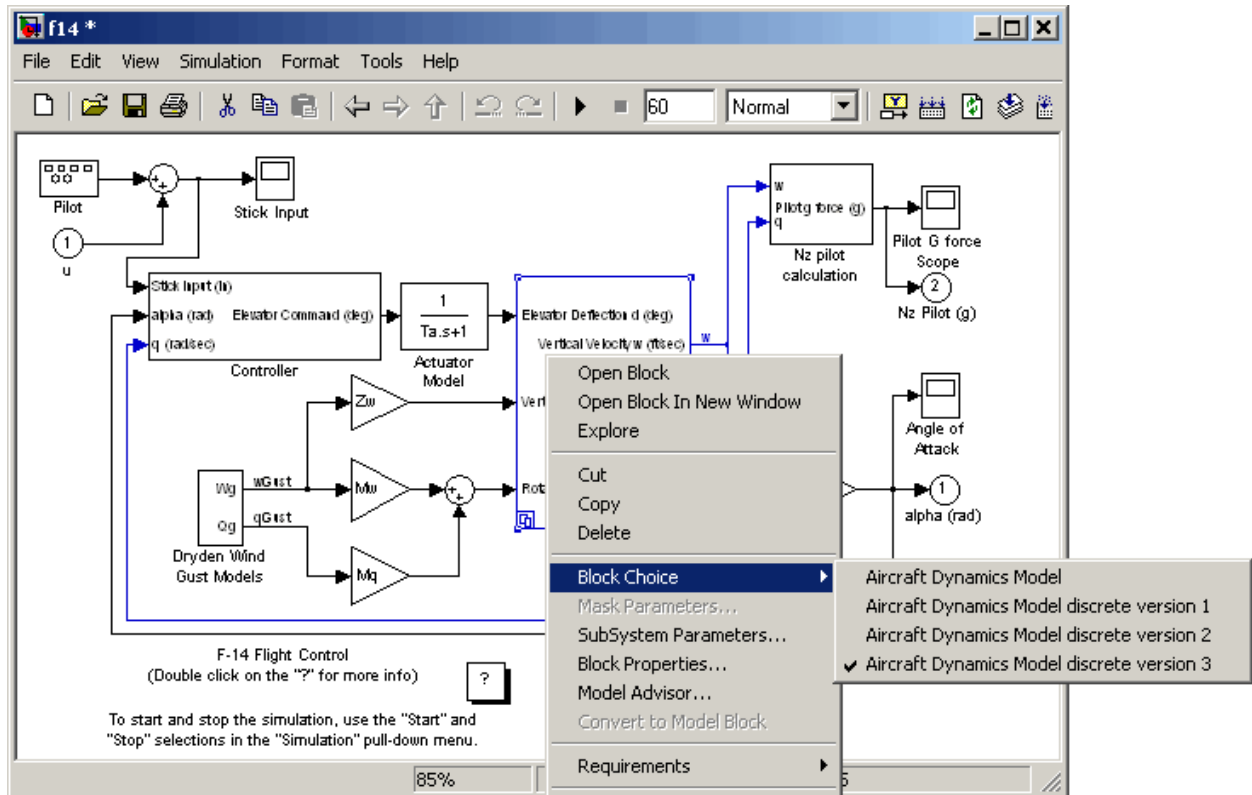 f14 *
File Edit View Simulation Format Tools Help
60 Normal
Pilot
Stick Input
1
u
w
Pilot g force (g)
q
Nz pilot
calculation
Pilot G force
Scope
2
Nz Pilot (g)
Stick Input (in)
alpha (rad) Elevator Command (deg)
q (rad/sec)
Controller
1
Ta.s+1
Actuator
Model
Elevator Deflection d (deg)
Vertical Velocity w (ft/sec)
w
Vert
Rota
Zw
Mw
Mq
Wg
Qg
wGust
qGust
Dryden Wind
Gust Models
Angle of
Attack
1
alpha (rad)
Open Block
Open Block In New Window
Explore
Cut
Copy
Delete
Block Choice
Mask Parameters...
SubSystem Parameters...
Block Properties...
Model Advisor...
Convert to Model Block
Requirements
Aircraft Dynamics Model
Aircraft Dynamics Model discrete version 1
Aircraft Dynamics Model discrete version 2
Aircraft Dynamics Model discrete version 3
F-14 Flight Control
(Double click on the "?" for more info)
?
To start and stop the simulation, use the "Start" and
"Stop" selections in the "Simulation" pull-down menu.
85%
5